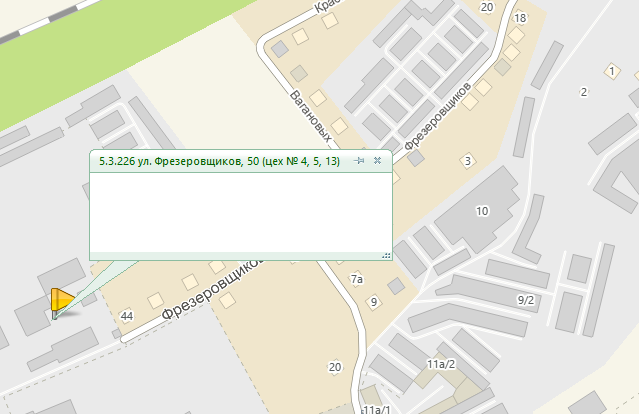 Крас
20
18
1
2
Вагановых
Фрезеровщиков
5.3.226 ул. Фрезеровщиков, 50 (цех № 4, 5, 13)
3
10
Фрезеровщиков
7а
9
9/2
44
20
11а/2
11а/1